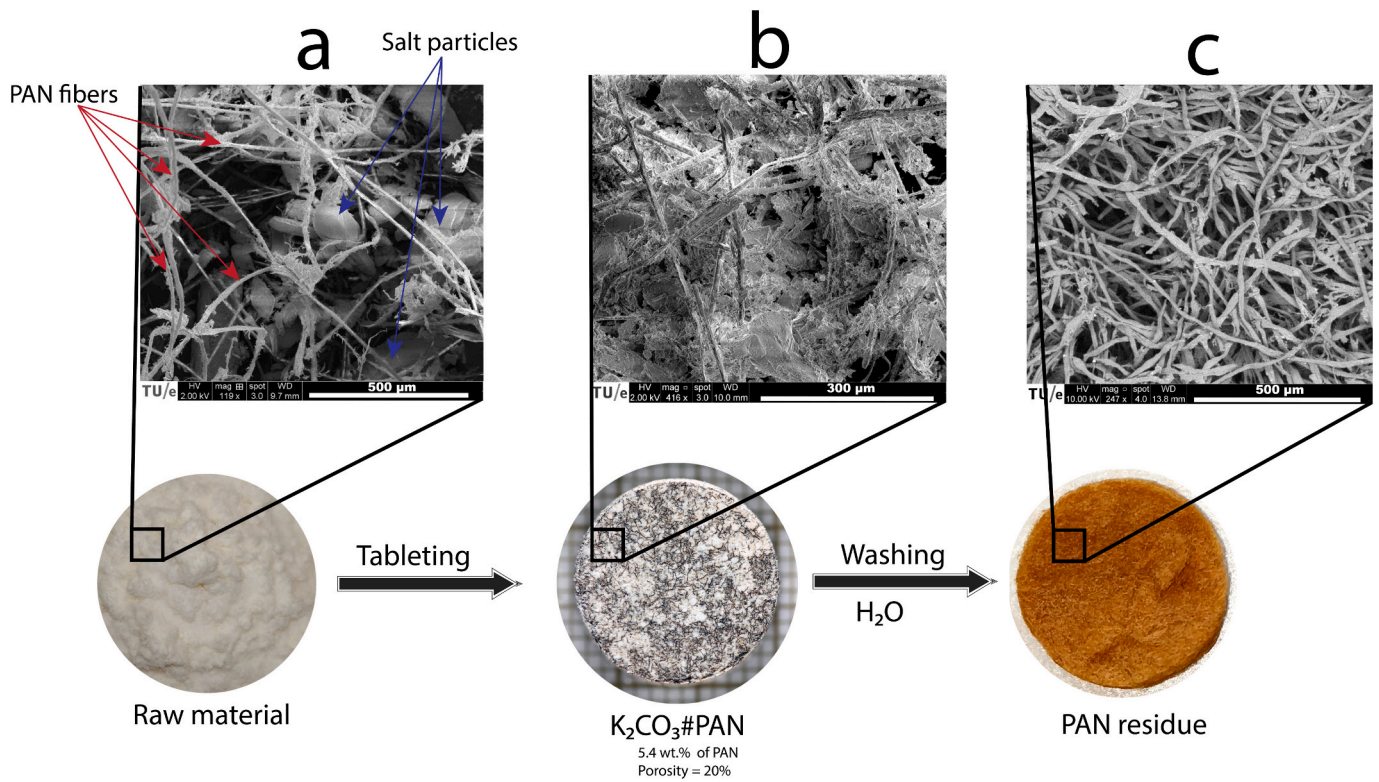 a
Salt particles
PAN fibers
TU/e
HV mag ⊞ spot WD
2.00 kV 119 x 3.0 9.7 mm
500 µm
b
TU/e
HV mag □ spot WD
2.00 kV 416 x 3.0 10.0 mm
300 µm
c
TU/e
HV mag □ spot WD
10.00 kV 247 x 4.0 13.8 mm
500 µm
Tableting
Washing
H₂O
Raw material
K₂CO₃#PAN
5.4 wt.% of PAN
Porosity = 20%
PAN residue